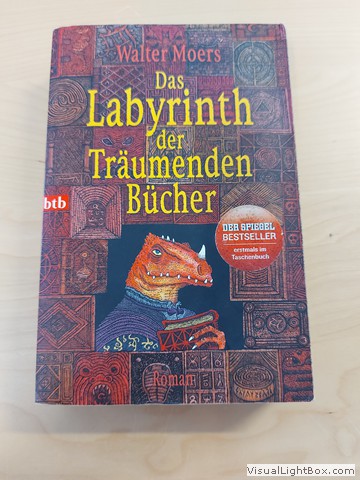 Walter Moers
Das
Labyrinth
der
Träumenden
Bücher
btb
DER SPIEGEL
BESTSELLER
erstmals im
Taschenbuch
Roman
VisualLightBox.com